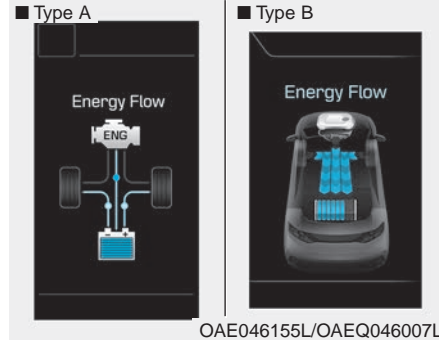 ■ Type A
■ Type B
Energy Flow
ENG
Energy Flow
OAE046155L/OAEQ046007L